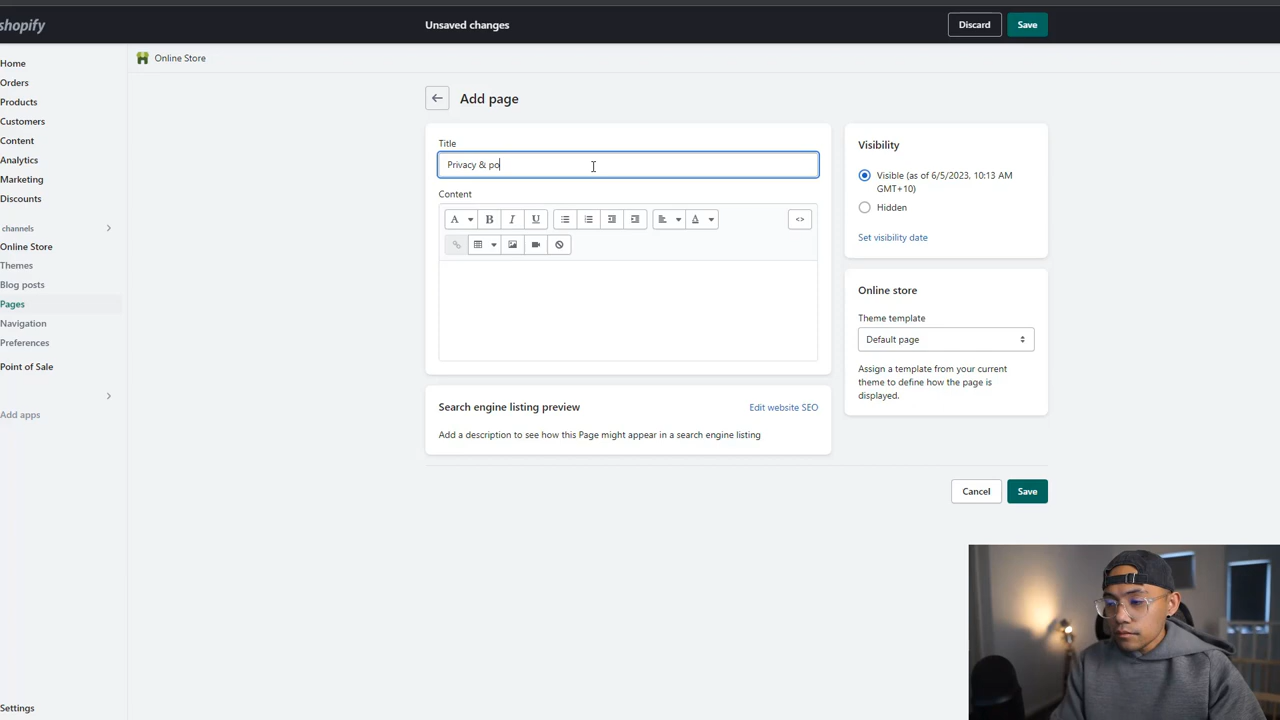 shopify
Unsaved changes
Discard
Save
Home
Orders
Products
Customers
Content
Analytics
Marketing
Discounts
channels
Online Store
Themes
Blog posts
Pages
Navigation
Preferences
Point of Sale
Add apps
Settings
Online Store
Add page
Title
Privacy & po
Content
A
B
I
U
A
<>
Search engine listing preview
Edit website SEO
Add a description to see how this Page might appear in a search engine listing
Visibility
Visible (as of 6/5/2023, 10:13 AM
GMT+10)
Hidden
Set visibility date
Online store
Theme template
Default page
Assign a template from your current
theme to define how the page is
displayed.
Cancel
Save